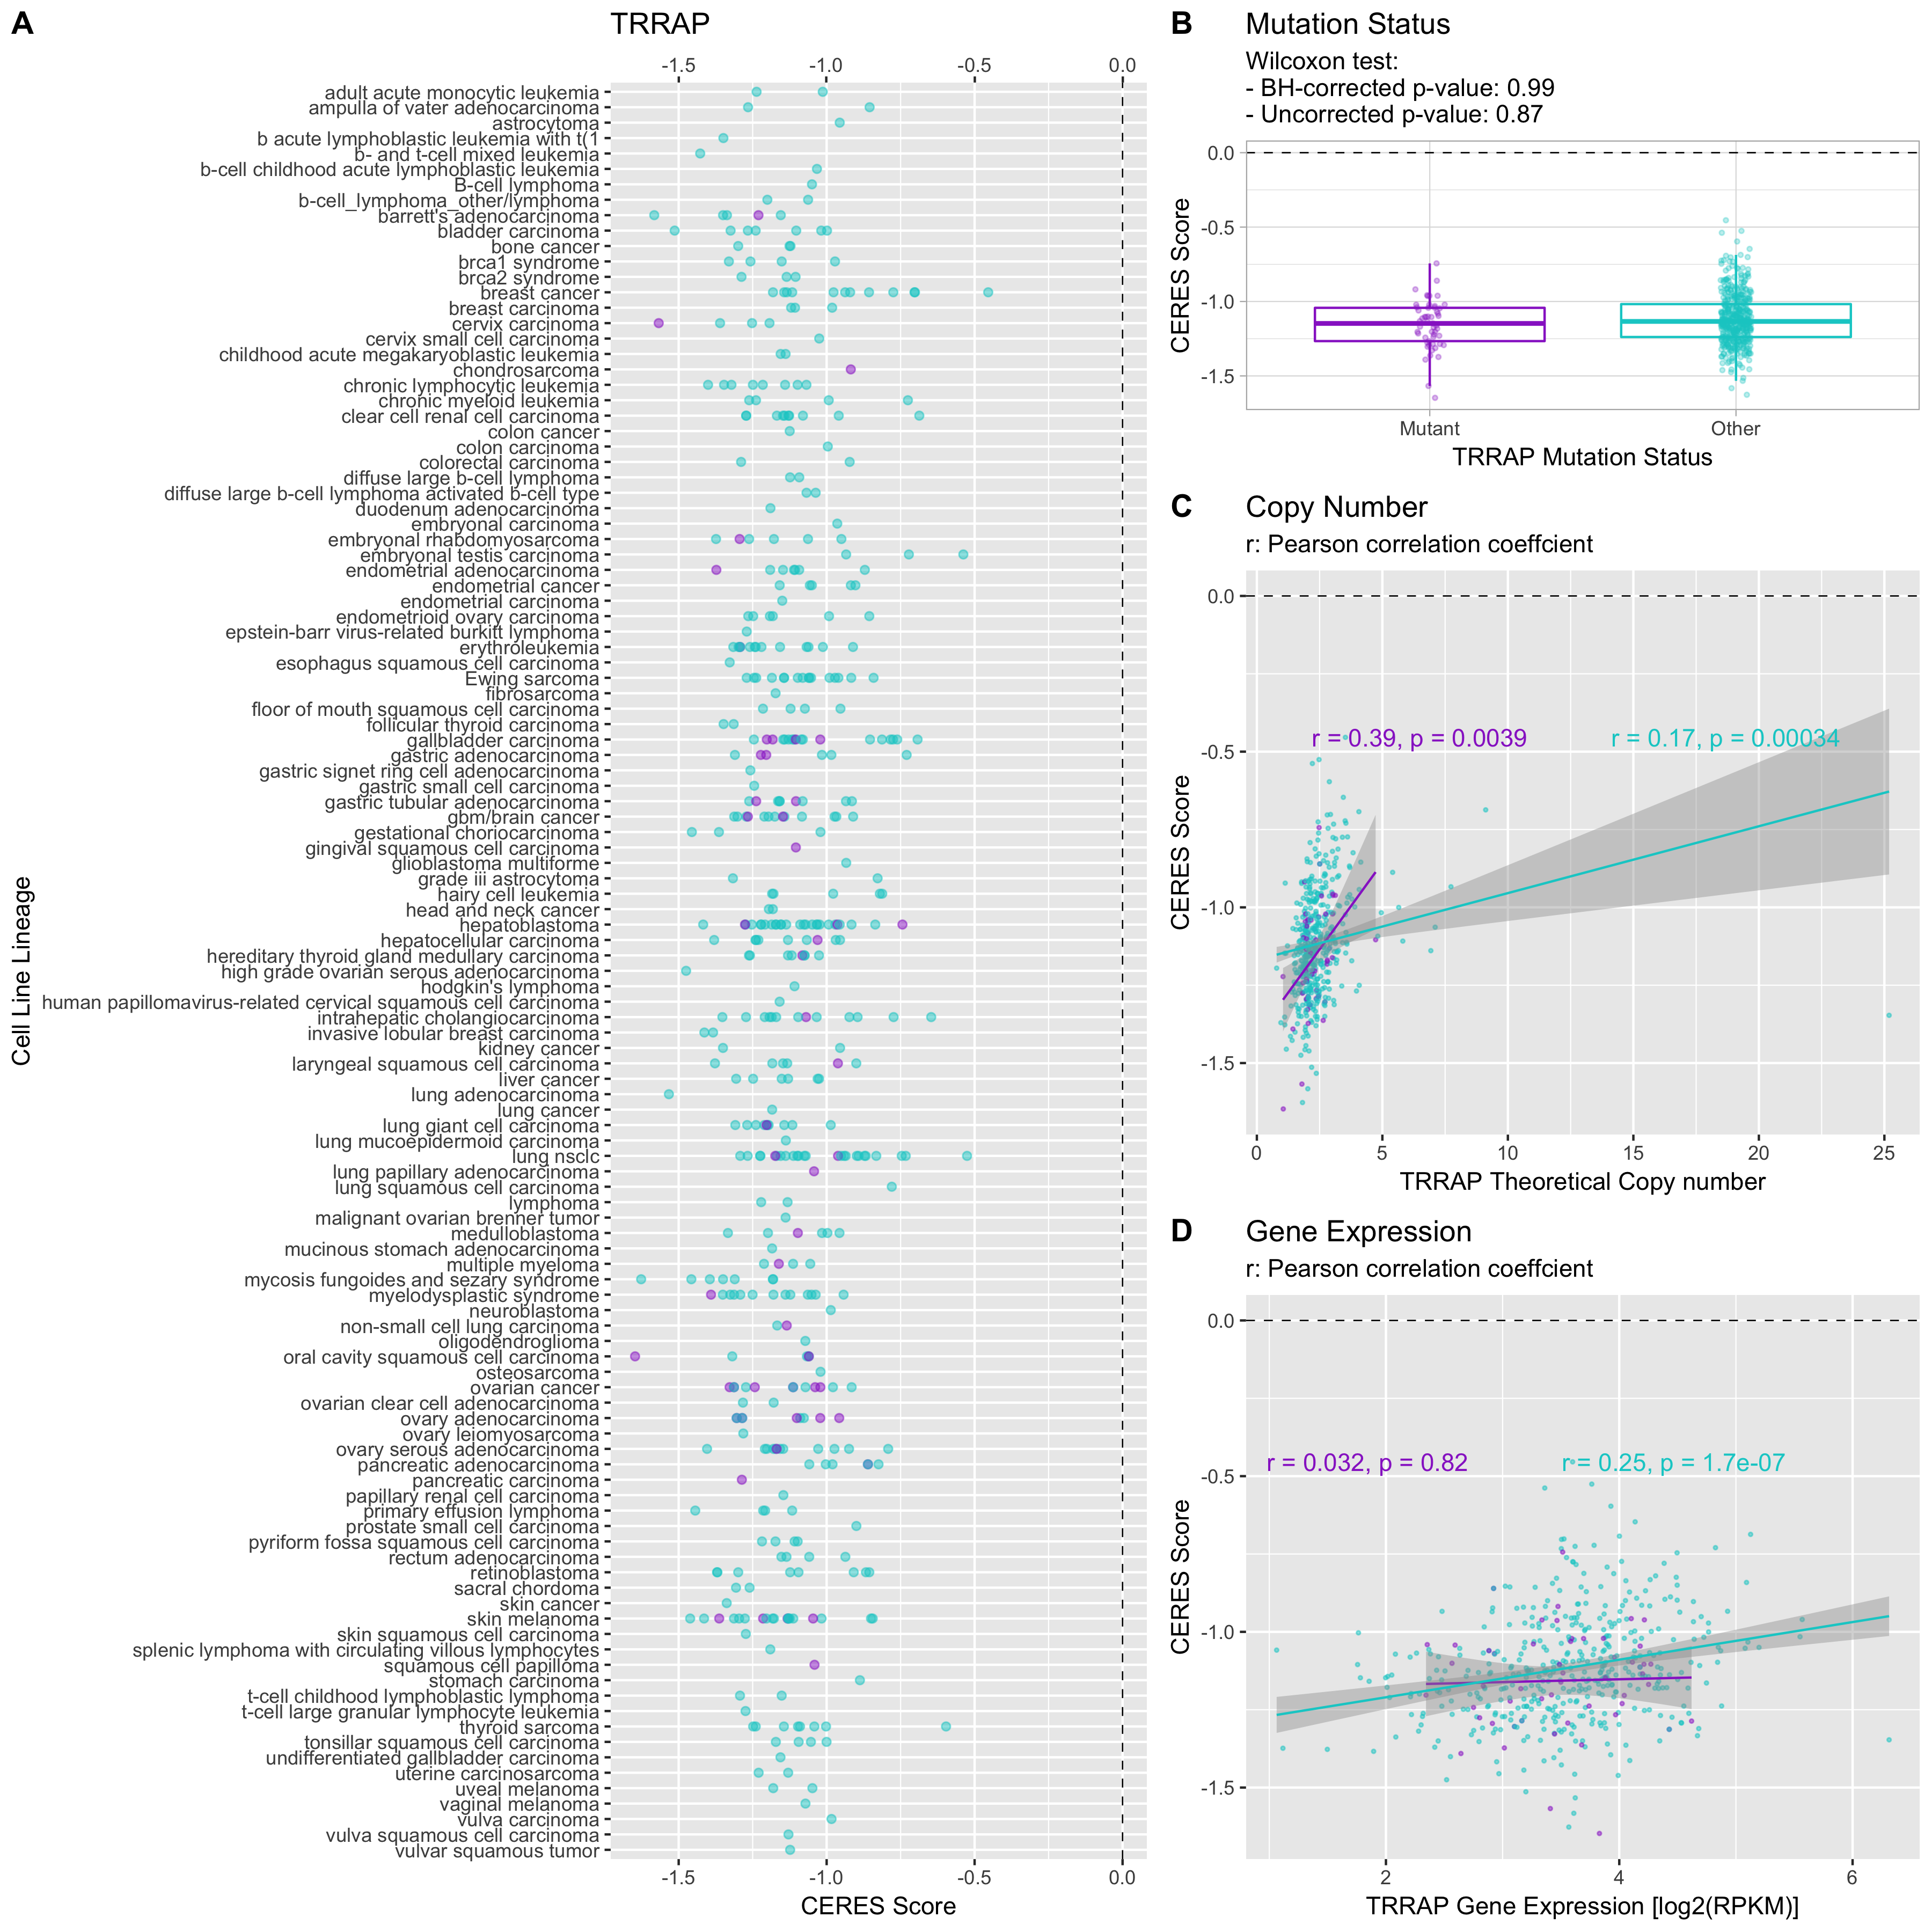 A
TRRAP
-1.5 -1.0 -0.5 0.0
adult acute monocytic leukemia
ampulla of vater adenocarcinoma
astrocytoma
b acute lymphoblastic leukemia with t(1
b- and t-cell mixed leukemia
b-cell childhood acute lymphoblastic leukemia
B-cell lymphoma
b-cell_lymphoma_other/lymphoma
barrett's adenocarcinoma
bladder carcinoma
bone cancer
brca1 syndrome
brca2 syndrome
breast cancer
breast carcinoma
cervix carcinoma
cervix small cell carcinoma
childhood acute megakaryoblastic leukemia
chondrosarcoma
chronic lymphocytic leukemia
chronic myeloid leukemia
clear cell renal cell carcinoma
colon cancer
colon carcinoma
colorectal carcinoma
diffuse large b-cell lymphoma
diffuse large b-cell lymphoma activated b-cell type
duodenum adenocarcinoma
embryonal carcinoma
embryonal rhabdomyosarcoma
embryonal testis carcinoma
endometrial adenocarcinoma
endometrial cancer
endometrial carcinoma
endometrioid ovary carcinoma
epstein-barr virus-related burkitt lymphoma
erythroleukemia
esophagus squamous cell carcinoma
Ewing sarcoma
fibrosarcoma
floor of mouth squamous cell carcinoma
follicular thyroid carcinoma
gallbladder carcinoma
gastric adenocarcinoma
gastric signet ring cell adenocarcinoma
gastric small cell carcinoma
gastric tubular adenocarcinoma
gbm/brain cancer
gestational choriocarcinoma
gingival squamous cell carcinoma
glioblastoma multiforme
grade iii astrocytoma
hairy cell leukemia
head and neck cancer
hepatoblastoma
hepatocellular carcinoma
hereditary thyroid gland medullary carcinoma
high grade ovarian serous adenocarcinoma
hodgkin's lymphoma
human papillomavirus-related cervical squamous cell carcinoma
intrahepatic cholangiocarcinoma
invasive lobular breast carcinoma
kidney cancer
laryngeal squamous cell carcinoma
liver cancer
lung adenocarcinoma
lung cancer
lung giant cell carcinoma
lung mucoepidermoid carcinoma
lung nsclc
lung papillary adenocarcinoma
lung squamous cell carcinoma
lymphoma
malignant ovarian brenner tumor
medulloblastoma
mucinous stomach adenocarcinoma
multiple myeloma
mycosis fungoides and sezary syndrome
myelodysplastic syndrome
neuroblastoma
non-small cell lung carcinoma
oligodendroglioma
oral cavity squamous cell carcinoma
osteosarcoma
ovarian cancer
ovarian clear cell adenocarcinoma
ovary adenocarcinoma
ovary leiomyosarcoma
ovary serous adenocarcinoma
pancreatic adenocarcinoma
pancreatic carcinoma
papillary renal cell carcinoma
primary effusion lymphoma
prostate small cell carcinoma
pyriform fossa squamous cell carcinoma
rectum adenocarcinoma
retinoblastoma
sacral chordoma
skin cancer
skin melanoma
skin squamous cell carcinoma
splenic lymphoma with circulating villous lymphocytes
squamous cell papilloma
stomach carcinoma
t-cell childhood lymphoblastic lymphoma
t-cell large granular lymphocyte leukemia
thyroid sarcoma
tonsillar squamous cell carcinoma
undifferentiated gallbladder carcinoma
uterine carcinosarcoma
uveal melanoma
vaginal melanoma
vulva carcinoma
vulva squamous cell carcinoma
vulvar squamous tumor
-1.5 -1.0 -0.5 0.0
CERES Score
Cell Line Lineage
B
Mutation Status
Wilcoxon test:
- BH-corrected p-value: 0.99
- Uncorrected p-value: 0.87
0.0
-0.5
-1.0
-1.5
CERES Score
Mutant Other
TRRAP Mutation Status
C
Copy Number
r: Pearson correlation coeffcient
0.0
-0.5
-1.0
-1.5
CERES Score
r = 0.39, p = 0.0039 r = 0.17, p = 0.00034
0 5 10 15 20 25
TRRAP Theoretical Copy number
D
Gene Expression
r: Pearson correlation coeffcient
0.0
-0.5
-1.0
-1.5
CERES Score
r = 0.032, p = 0.82 r = 0.25, p = 1.7e-07
2 4 6
TRRAP Gene Expression [log2(RPKM)]